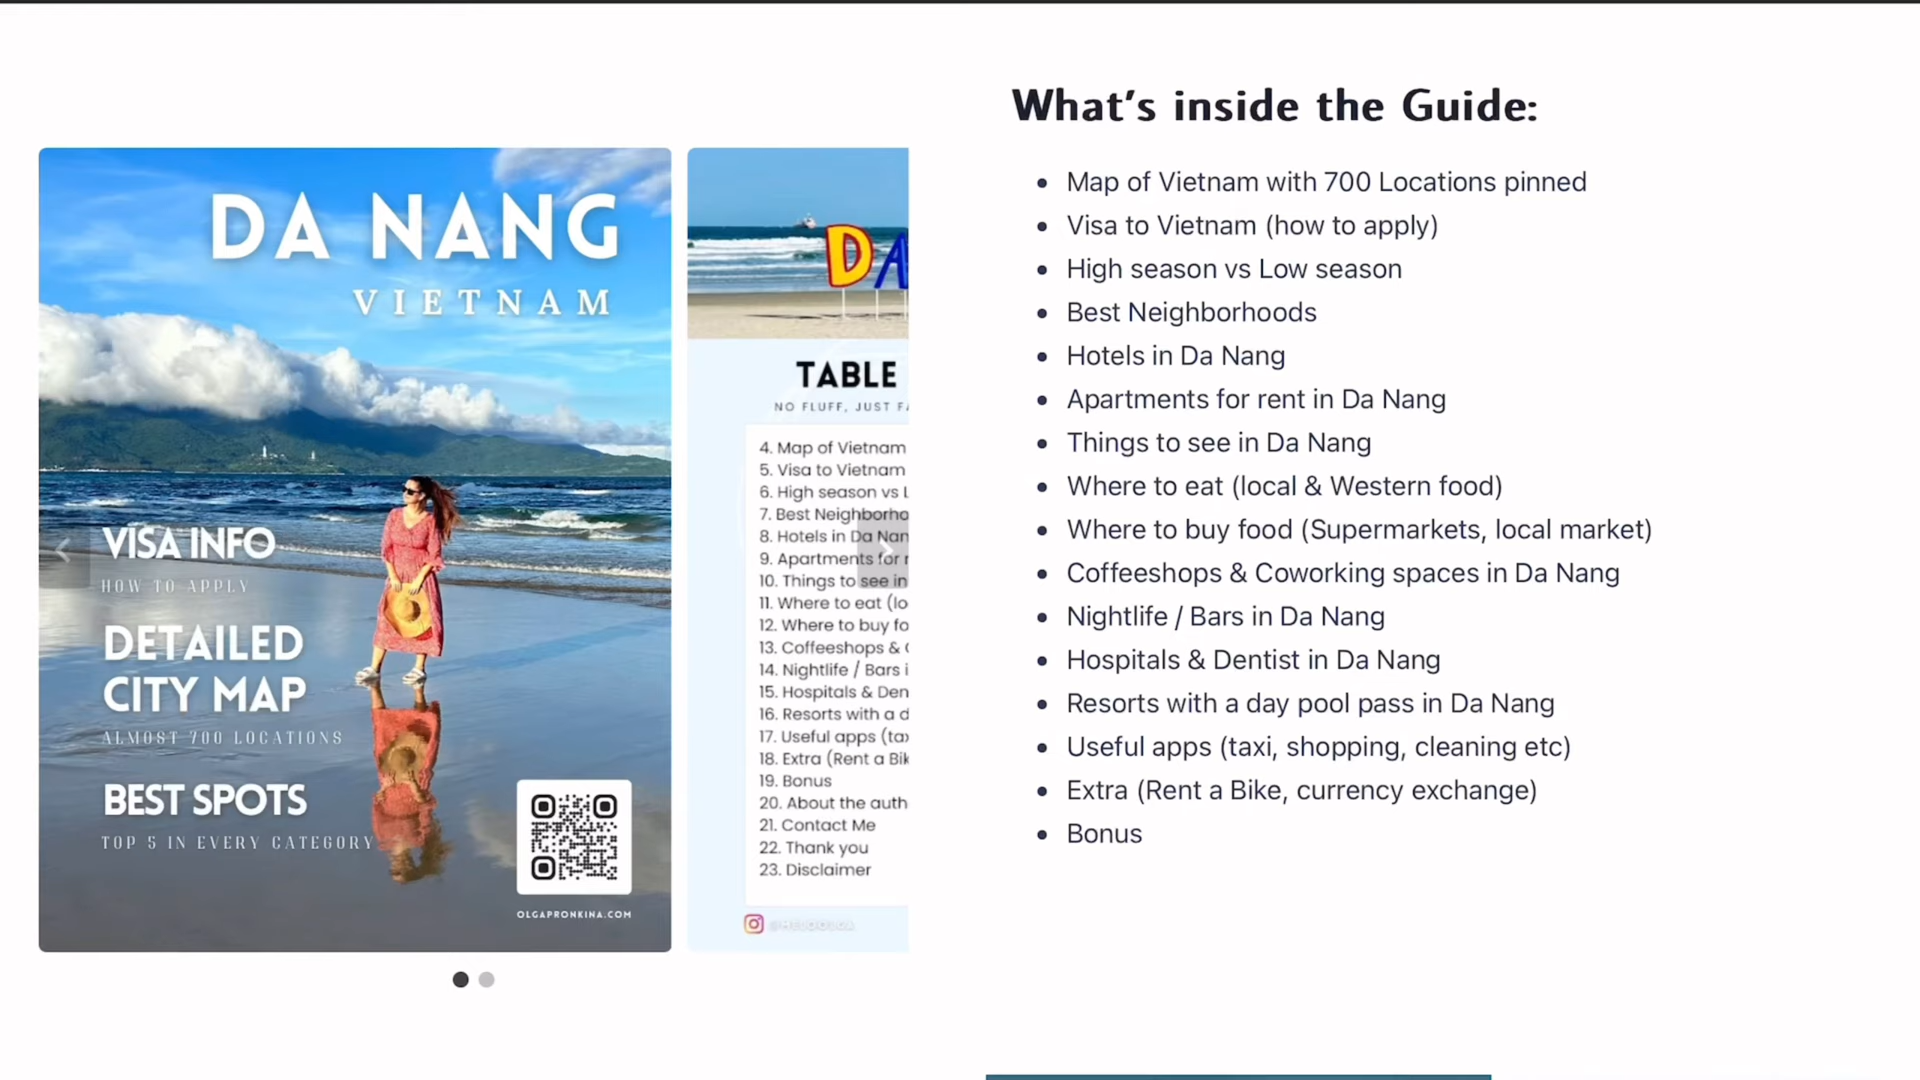 What's inside the Guide:
Map of Vietnam with 700 Locations pinned
Visa to Vietnam (how to apply)
High season vs Low season
Best Neighborhoods
Hotels in Da Nang
Apartments for rent in Da Nang
Things to see in Da Nang
Where to eat (local & Western food)
Where to buy food (Supermarkets, local market)
Coffeeshops & Coworking spaces in Da Nang
Nightlife / Bars in Da Nang
Hospitals & Dentist in Da Nang
Resorts with a day pool pass in Da Nang
Useful apps (taxi, shopping, cleaning etc)
Extra (Rent a Bike, currency exchange)
Bonus
DA NANG
VIETNAM
VISA INFO
HOW TO APPLY
DETAILED
CITY MAP
ALMOST 700 LOCATIONS
BEST SPOTS
TOP 5 IN EVERY CATEGORY
OLGAPRONKINA.COM
DA
TABLE
NO FLUFF, JUST FA
4. Map of Vietnam
5. Visa to Vietnam
6. High season vs L
7. Best Neighborho
8. Hotels in Da Nan
9. Apartments for r
10. Things to see in
11. Where to eat (lo
12. Where to buy fo
13. Coffeeshops & C
14. Nightlife / Bars i
15. Hospitals & Den
16. Resorts with a d
17. Useful apps (tax
18. Extra (Rent a Bik
19. Bonus
20. About the auth
21. Contact Me
22. Thank you
23. Disclaimer